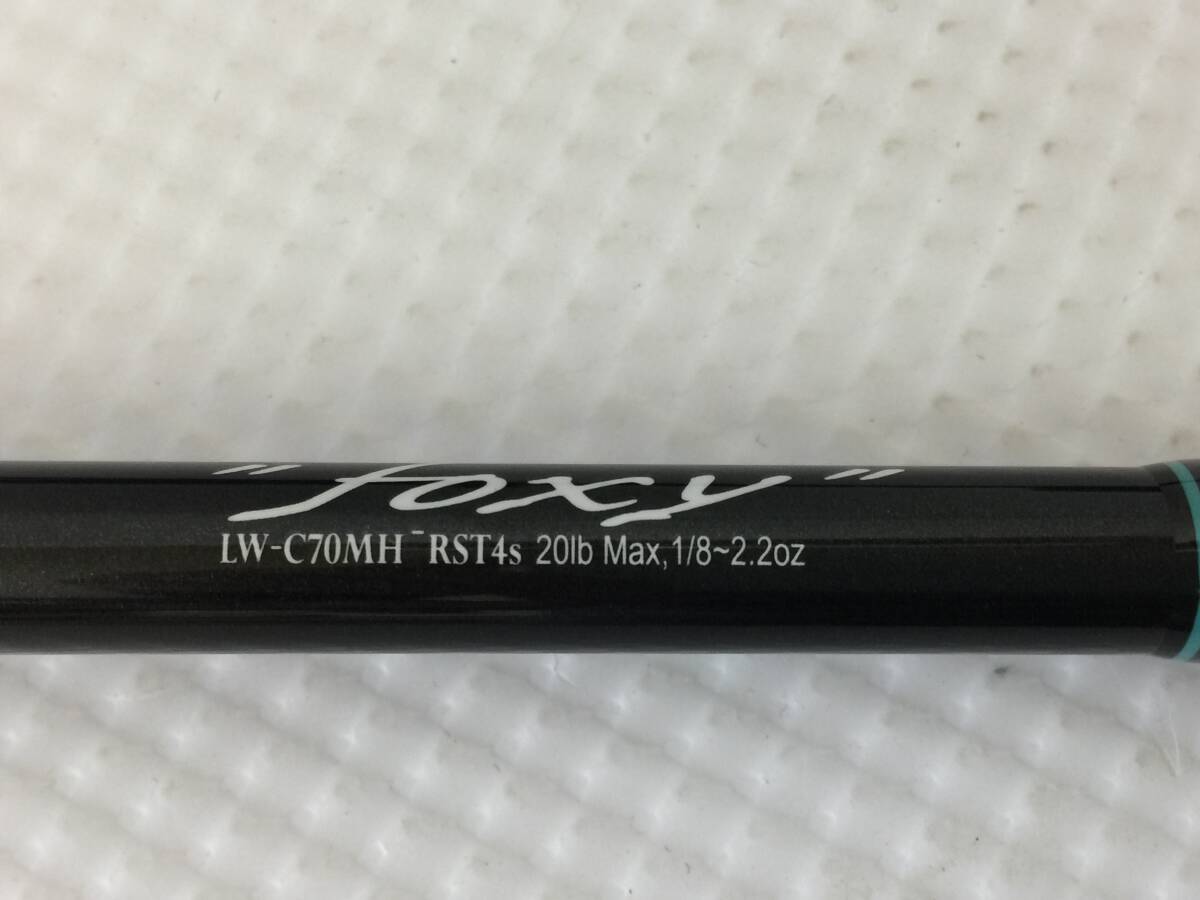 "foxy"
LW-C70MH⁻RST4s 20lb Max,1/8~2.2oz